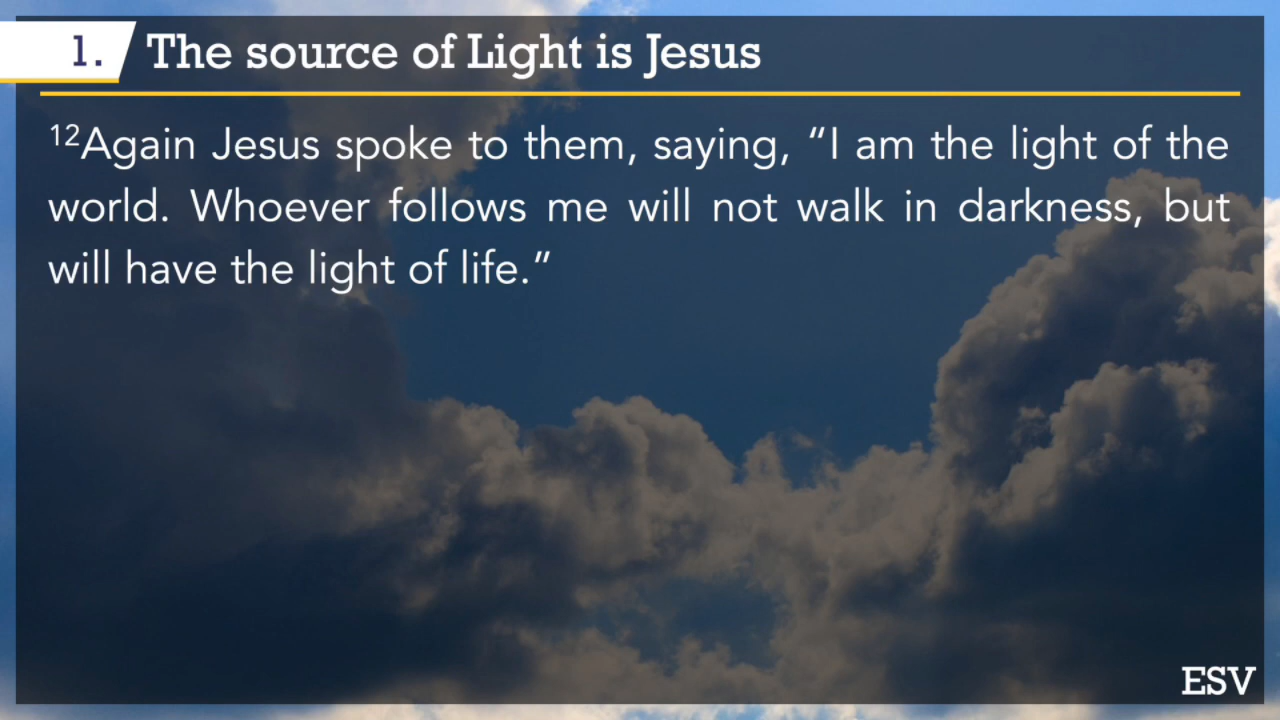 1. The source of Light is Jesus
¹²Again Jesus spoke to them, saying, “I am the light of the
world. Whoever follows me will not walk in darkness, but
will have the light of life.”
ESV